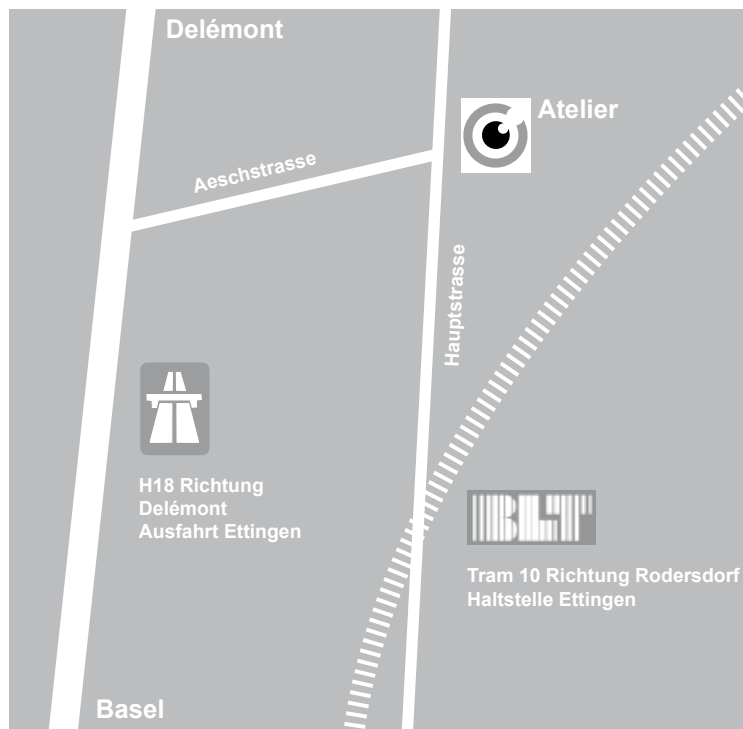 Delémont
Atelier
Aeschstrasse
Hauptstrasse
H18 Richtung
Delémont
Ausfahrt Ettingen
BLT
Tram 10 Richtung Rodersdorf
Haltstelle Ettingen
Basel